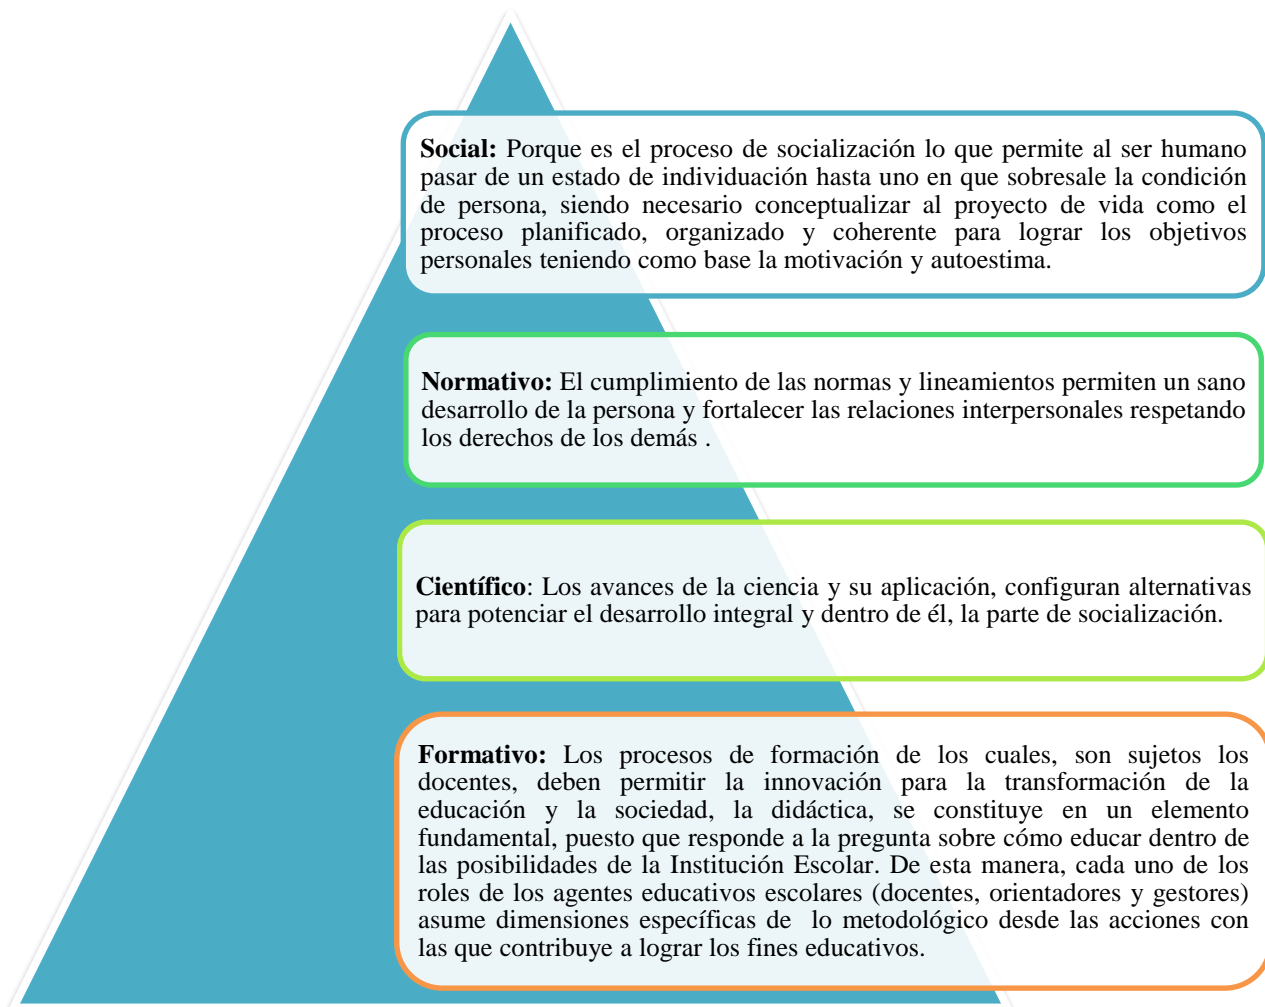 Social: Porque es el proceso de socialización lo que permite al ser humano
pasar de un estado de individuación hasta uno en que sobresale la condición
de persona, siendo necesario conceptualizar al proyecto de vida como el
proceso planificado, organizado y coherente para lograr los objetivos
personales teniendo como base la motivación y autoestima.
Normativo: El cumplimiento de las normas y lineamientos permiten un sano
desarrollo de la persona y fortalecer las relaciones interpersonales respetando
los derechos de los demás .
Científico: Los avances de la ciencia y su aplicación, configuran alternativas
para potenciar el desarrollo integral y dentro de él, la parte de socialización.
Formativo: Los procesos de formación de los cuales, son sujetos los
docentes, deben permitir la innovación para la transformación de la
educación y la sociedad, la didáctica, se constituye en un elemento
fundamental, puesto que responde a la pregunta sobre cómo educar dentro de
las posibilidades de la Institución Escolar. De esta manera, cada uno de los
roles de los agentes educativos escolares (docentes, orientadores y gestores)
asume dimensiones específicas de lo metodológico desde las acciones con
las que contribuye a lograr los fines educativos.